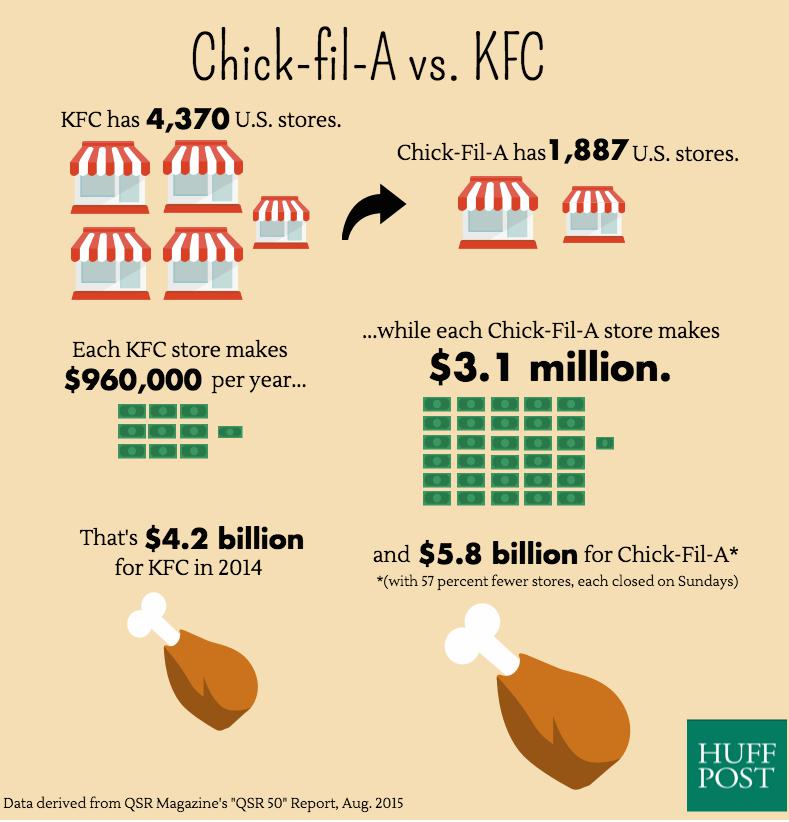 Chick-fil-A vs. KFC
KFC has 4,370 U.S. stores.
Chick-Fil-A has 1,887 U.S. stores.
Each KFC store makes
$960,000 per year...
...while each Chick-Fil-A store makes
$3.1 million.
That's $4.2 billion
for KFC in 2014
and $5.8 billion for Chick-Fil-A*
*(with 57 percent fewer stores, each closed on Sundays)
HUFF
POST
Data derived from QSR Magazine's "QSR 50" Report, Aug. 2015